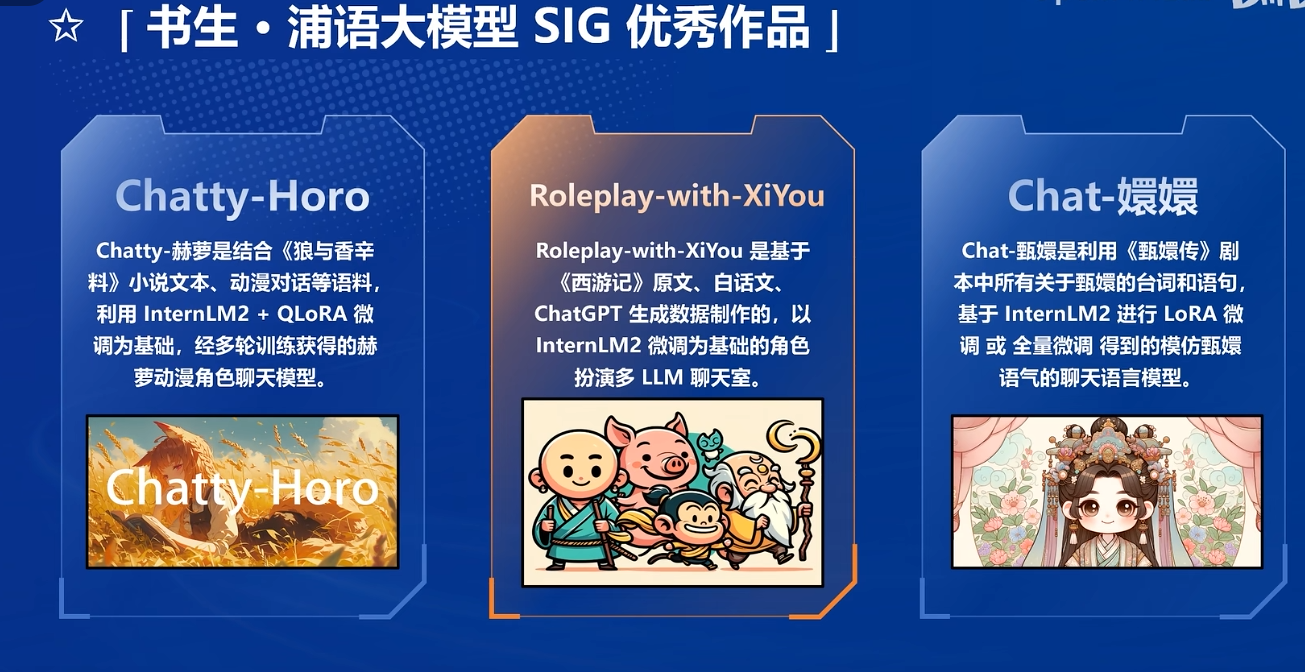 ☆ [ 书生·浦语大模型 SIG 优秀作品 ]
Chatty-Horo
Chatty-赫萝是结合《狼与香辛
料》小说文本、动漫对话等语料，
利用 InternLM2 + QLoRA 微
调为基础，经多轮训练获得的赫
萝动漫角色聊天模型。
Chatty-Horo
Roleplay-with-XiYou
Roleplay-with-XiYou 是基于
《西游记》原文、白话文、
ChatGPT 生成数据制作的，以
InternLM2 微调为基础的角色
扮演多 LLM 聊天室。
Chat-嬛嬛
Chat-甄嬛是利用《甄嬛传》剧
本中所有关于甄嬛的台词和语句，
基于 InternLM2 进行 LoRA 微
调 或 全量微调 得到的模仿甄嬛
语气的聊天语言模型。